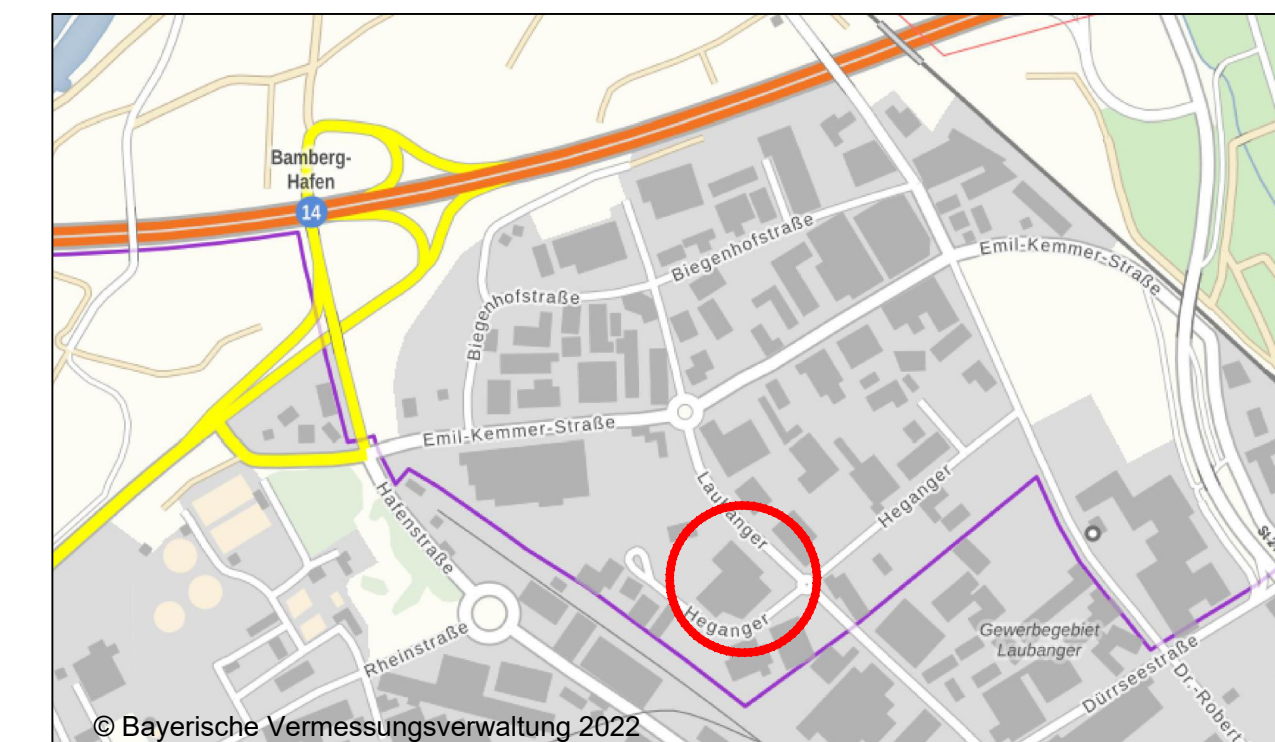 Bamberg-
Hafen
14
Biegenhofstraße
Emil-Kemmer-Straße
Biegenhofstraße
Emil-Kemmer-Straße
Laubanger
Heganger
Hafenstraße
Heganger
Rheinstraße
Gewerbegebiet
Laubanger
Dürrseestraße
Dr.-Robert
© Bayerische Vermessungsverwaltung 2022